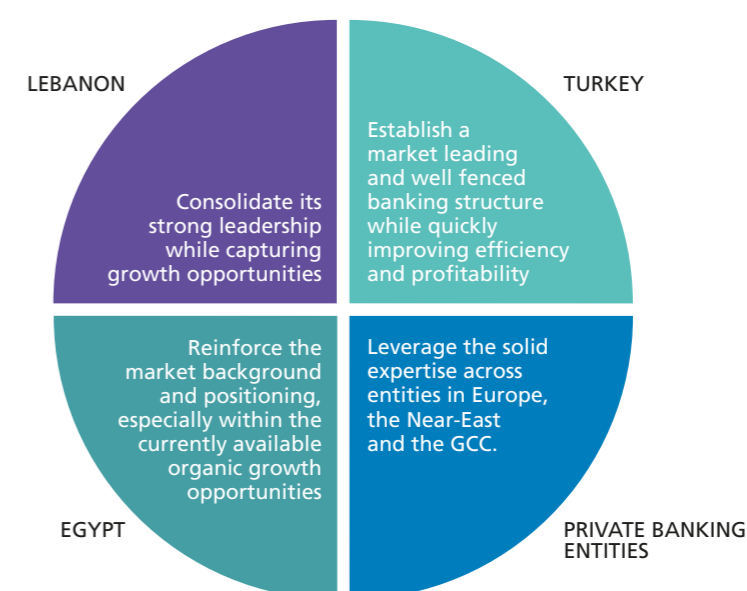 LEBANON
Consolidate its
strong leadership
while capturing
growth opportunities
TURKEY
Establish a
market leading
and well fenced
banking structure
while quickly
improving efficiency
and profitability
EGYPT
Reinforce the
market background
and positioning,
especially within the
currently available
organic growth
opportunities
PRIVATE BANKING
ENTITIES
Leverage the solid
expertise across
entities in Europe,
the Near-East
and the GCC.